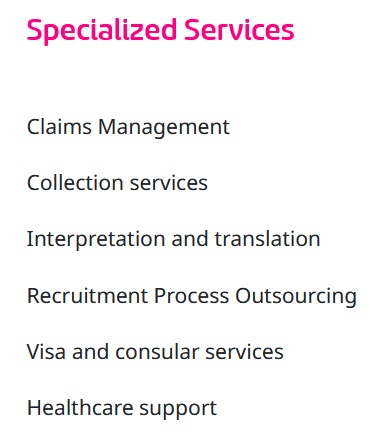 Specialized Services
Claims Management
Collection services
Interpretation and translation
Recruitment Process Outsourcing
Visa and consular services
Healthcare support